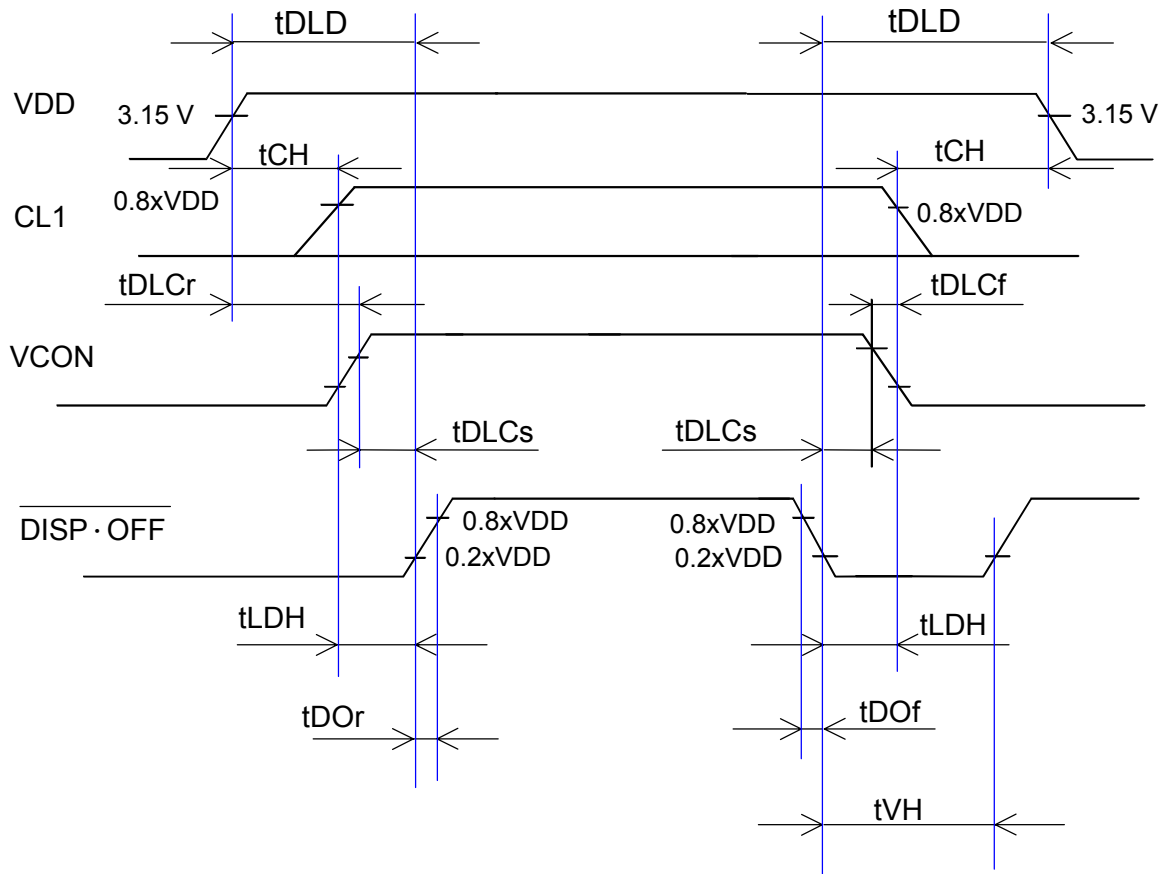 tDLD
tDLD
VDD
3.15 V
3.15 V
tCH
tCH
0.8xVDD
0.8xVDD
CL1
tDLCr
tDLCf
VCON
tDLCs
tDLCs
DISP · OFF
0.8xVDD
0.8xVDD
0.2xVDD
0.2xVDD
tLDH
tLDH
tDOr
tDOf
tVH